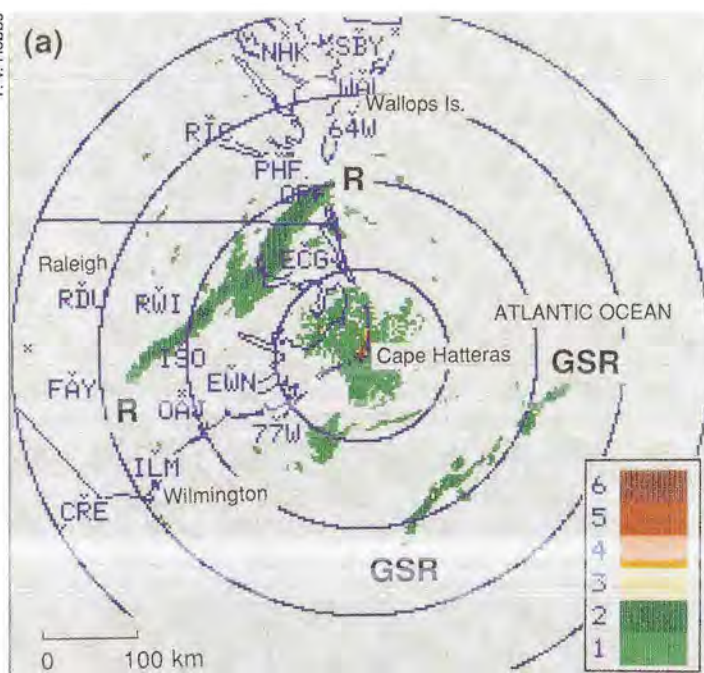 (a)
NHK SBY
WAL
Wallops Is.
RIC 64W
PHF
R
ECG
Raleigh
RDU RWI
ATLANTIC OCEAN
ISO
Cape Hatteras
GSR
FAY EWN
R OAJ
77W
ILM
Wilmington
CRE
GSR
6
5
4
3
2
1
0 100 km